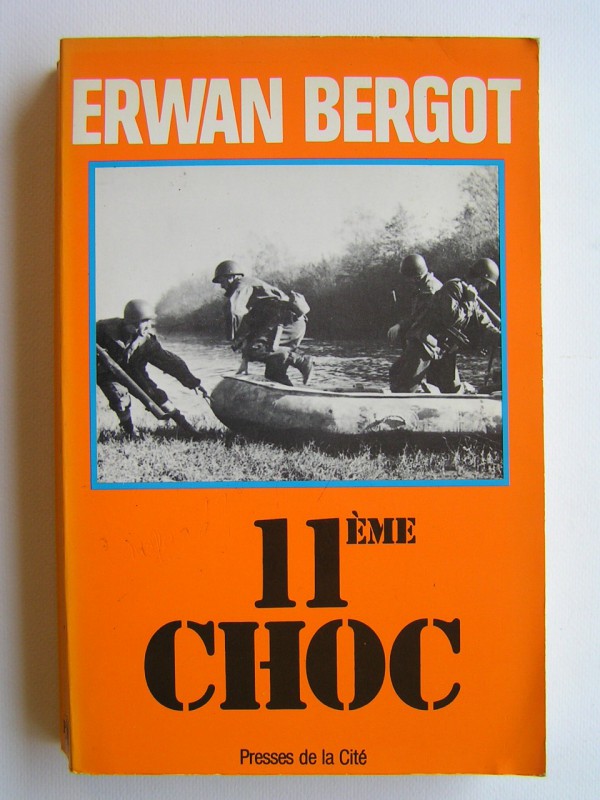 ERWAN BERGOT
11ÈME
CHOC
Presses de la Cité